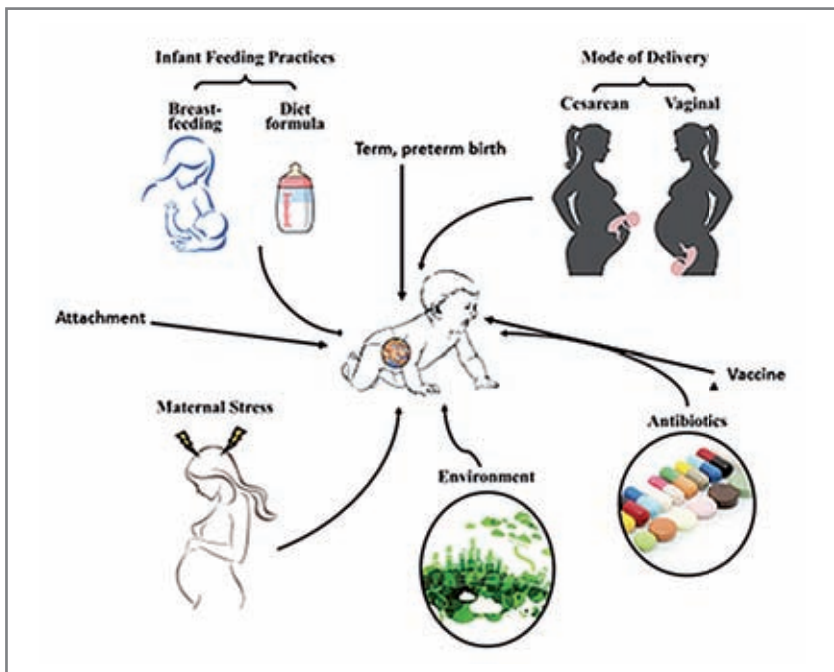 Infant Feeding Practices
Breast-
feeding
Diet
formula
Term, preterm birth
Mode of Delivery
Cesarean
Vaginal
Attachment
Vaccine
Maternal Stress
Environment
Antibiotics